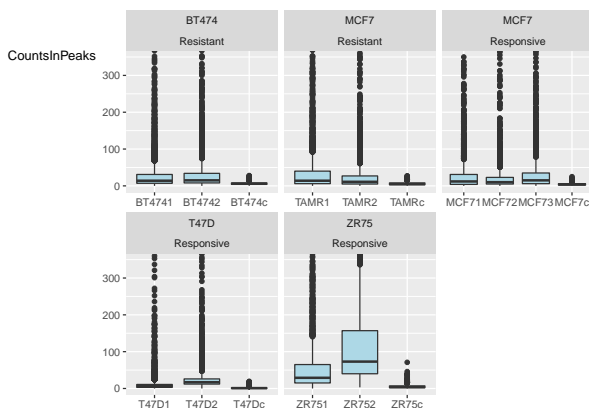 BT474
MCF7
MCF7
Resistant
Resistant
Responsive
CountsInPeaks
300
200
100
0
BT4741 BT4742 BT474c
TAMR1 TAMR2 TAMRc
MCF71 MCF72 MCF73 MCF7c
T47D
ZR75
Responsive
Responsive
300
200
100
0
T47D1 T47D2 T47Dc
ZR751 ZR752 ZR75c